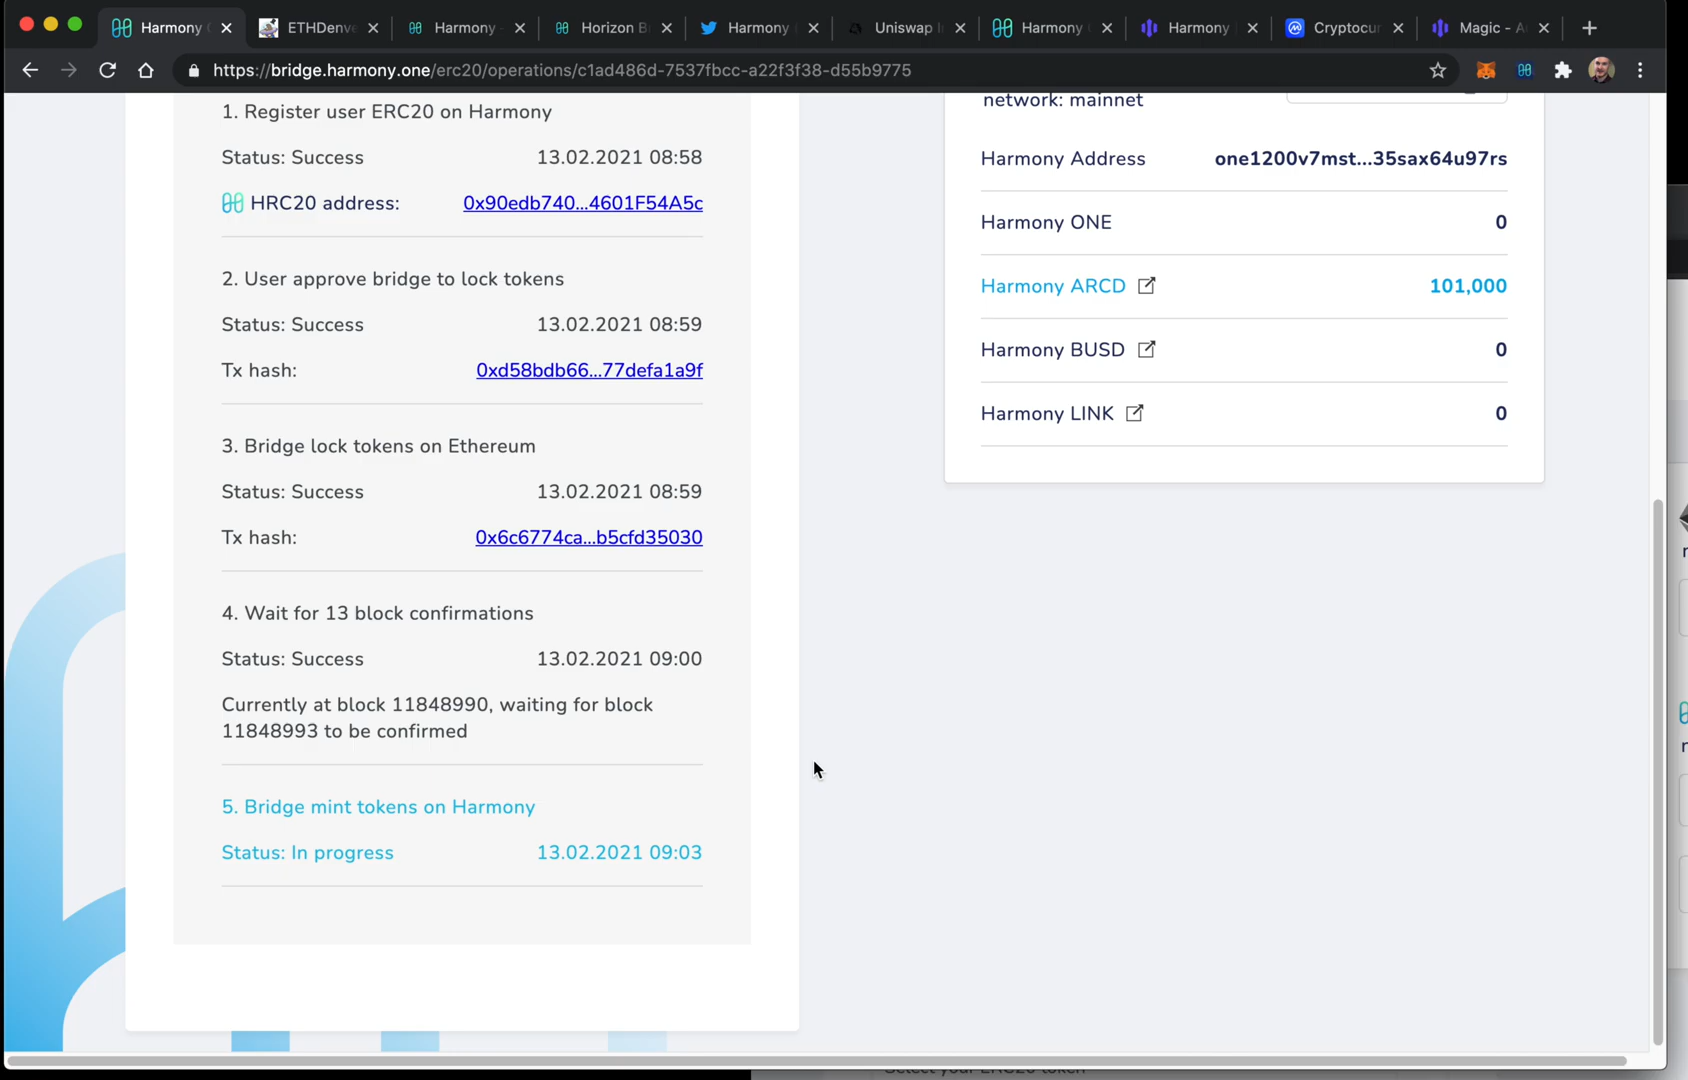 Harmony
ETHDenve
Harmony -
Horizon B
Harmony
Uniswap I
Harmony
Harmony
Cryptocur
Magic - A
https://bridge.harmony.one/erc20/operations/c1ad486d-7537fbcc-a22f3f38-d55b9775
1. Register user ERC20 on Harmony
Status: Success 13.02.2021 08:58
HRC20 address: 0x90edb740...4601F54A5c
2. User approve bridge to lock tokens
Status: Success 13.02.2021 08:59
Tx hash: 0xd58bdb66...77defa1a9f
3. Bridge lock tokens on Ethereum
Status: Success 13.02.2021 08:59
Tx hash: 0x6c6774ca...b5cfd35030
4. Wait for 13 block confirmations
Status: Success 13.02.2021 09:00
Currently at block 11848990, waiting for block
11848993 to be confirmed
5. Bridge mint tokens on Harmony
Status: In progress 13.02.2021 09:03
network: mainnet
Harmony Address one1200v7mst...35sax64u97rs
Harmony ONE 0
Harmony ARCD 101,000
Harmony BUSD 0
Harmony LINK 0
Select your ERC20 token